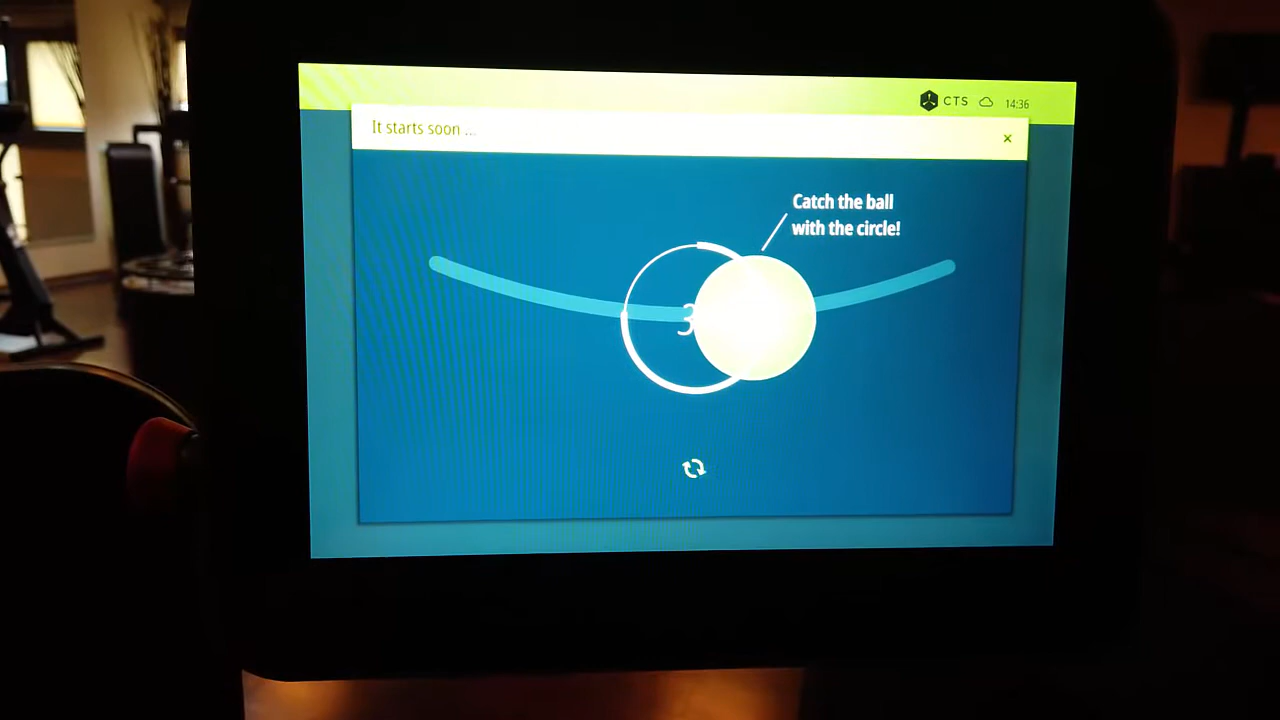 CTS 14:36
It starts soon ...
Catch the ball
with the circle!
3